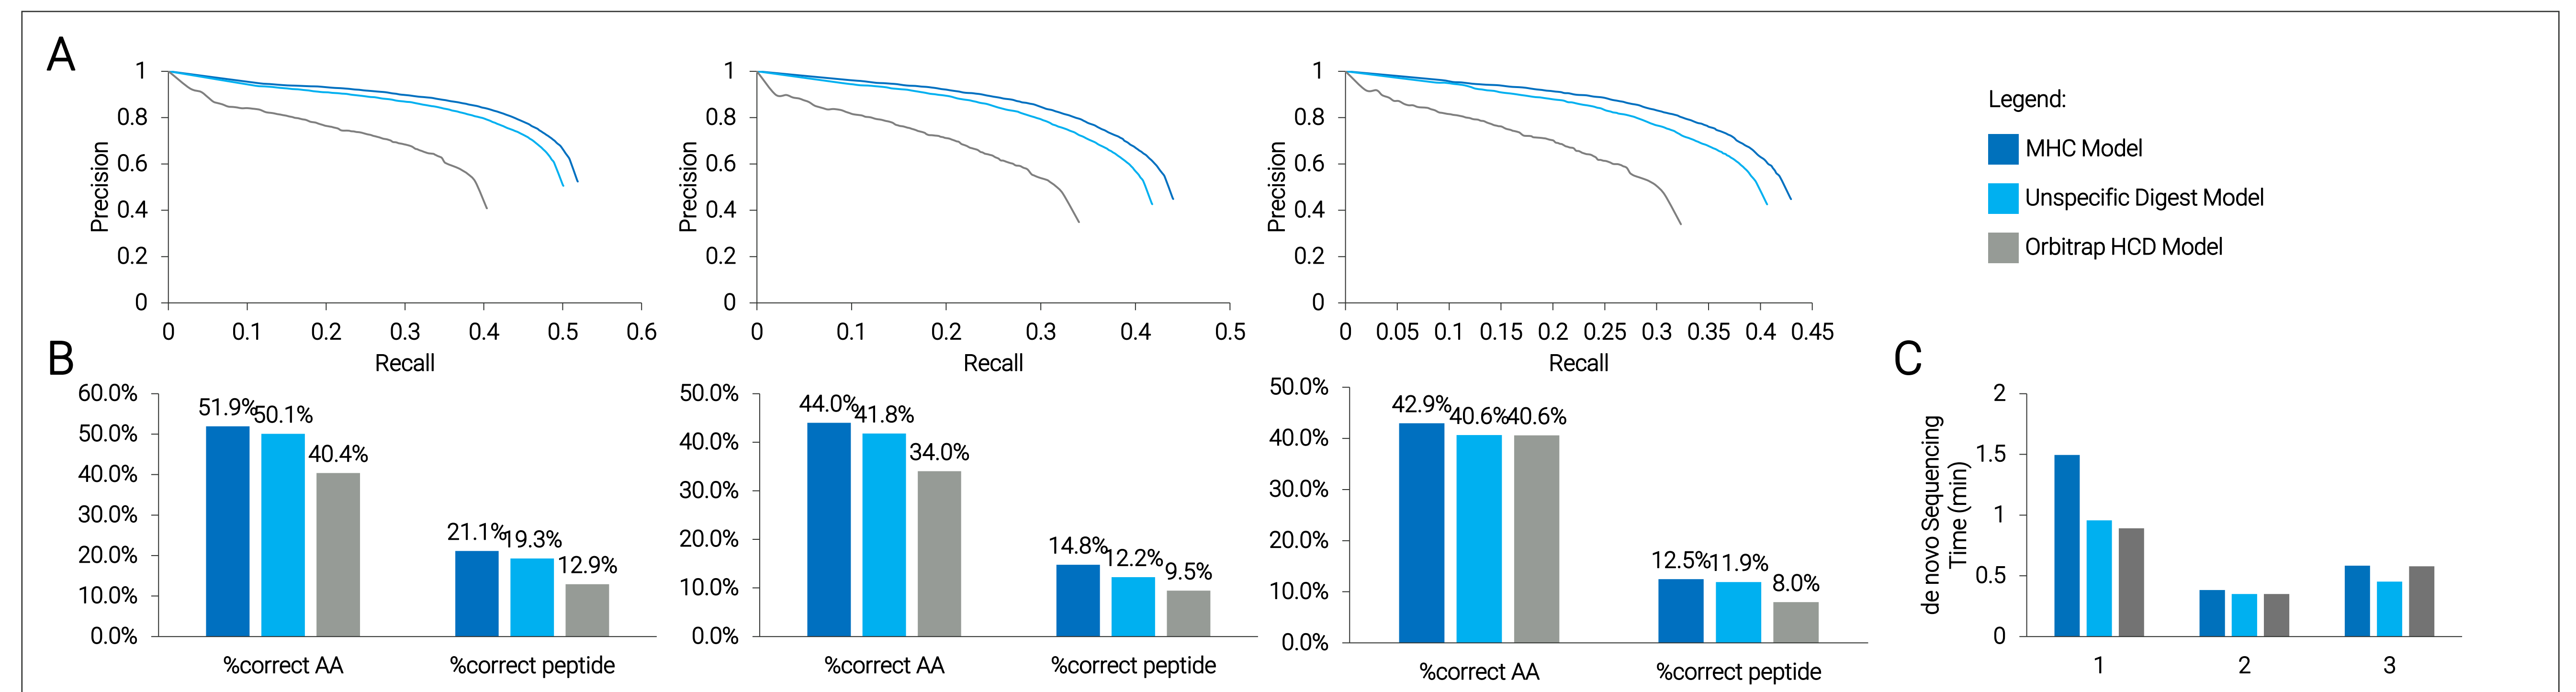 A
1
0.8
0.6
0.4
0.2
0
Precision
0 0.1 0.2 0.3 0.4 0.5 0.6
Recall
1
0.8
0.6
0.4
0.2
0
Precision
0 0.1 0.2 0.3 0.4 0.5
Recall
1
0.8
0.6
0.4
0.2
0
Precision
0 0.05 0.1 0.15 0.2 0.25 0.3 0.35 0.4 0.45
Recall
Legend:
MHC Model
Unspecific Digest Model
Orbitrap HCD Model
B
60.0%
50.0%
40.0%
30.0%
20.0%
10.0%
0.0%
51.9% 50.1% 40.4%
21.1% 19.3% 12.9%
%correct AA %correct peptide
50.0%
40.0%
30.0%
20.0%
10.0%
0.0%
44.0% 41.8% 34.0%
14.8% 12.2% 9.5%
%correct AA %correct peptide
50.0%
40.0%
30.0%
20.0%
10.0%
0.0%
42.9% 40.6% 40.6%
12.5% 11.9% 8.0%
%correct AA %correct peptide
C
de novo Sequencing
Time (min)
2
1.5
1
0.5
0
1 2 3